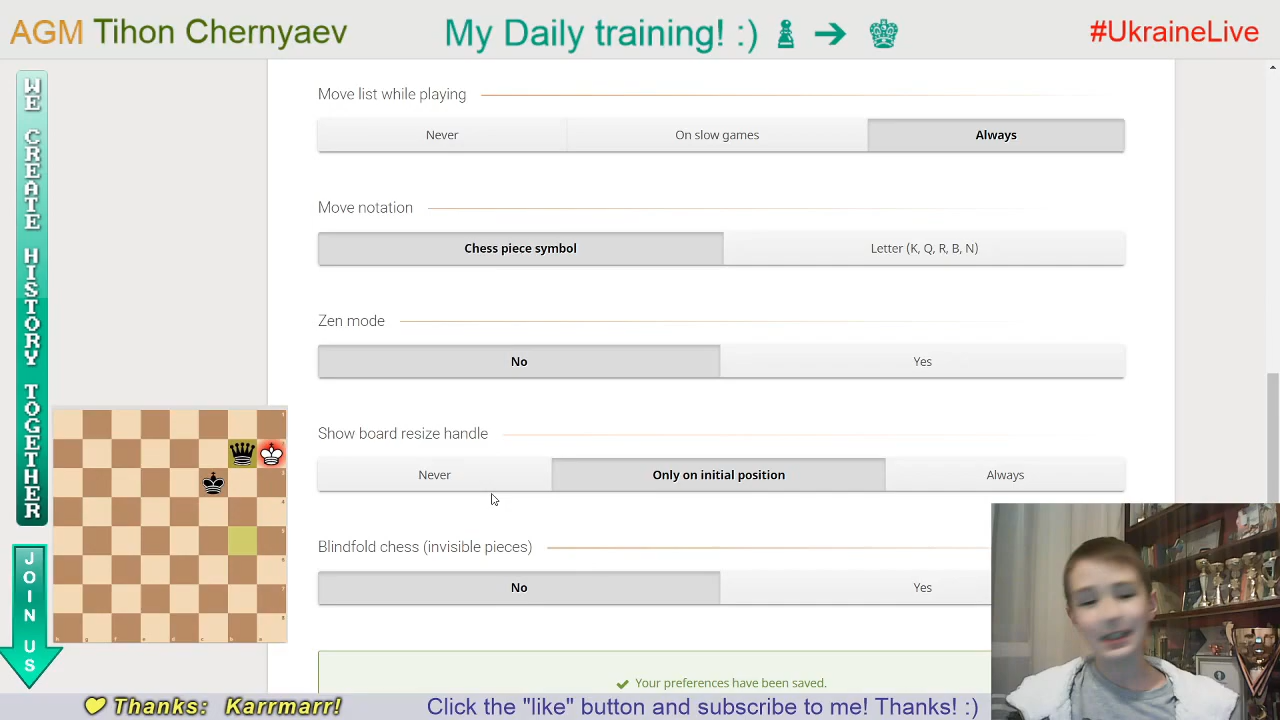 AGM Tihon Chernyaev
My Daily training! :) ♟ → ♔
#UkraineLive
WE CREATE HISTORY TOGETHER
JOIN US
Move list while playing
Never
On slow games
Always
Move notation
Chess piece symbol
Letter (K, Q, R, B, N)
Zen mode
No
Yes
Show board resize handle
Never
Only on initial position
Always
Blindfold chess (invisible pieces)
No
Yes
Your preferences have been saved.
Thanks: Karrmarr!
Click the "like" button and subscribe to me! Thanks! :)